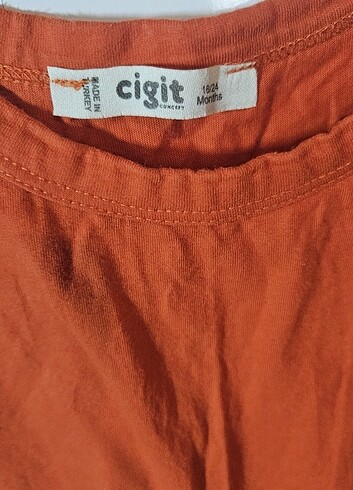 MADE IN
TURKEY
cigit
CONCEPT
18/24
Months